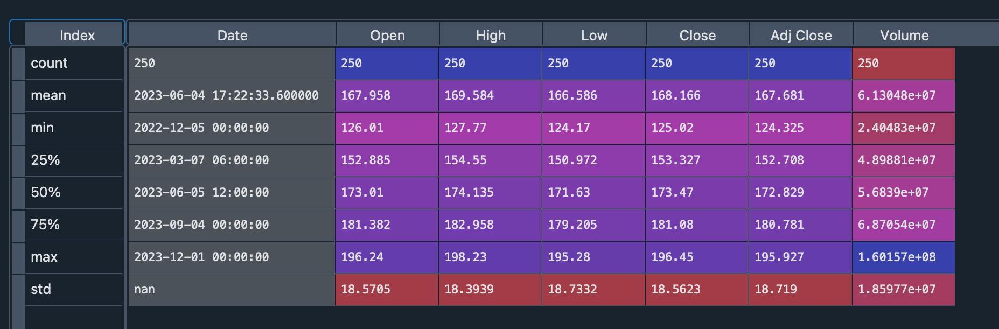 Index Date Open High Low Close Adj Close Volume
count 250 250 250 250 250 250 250
mean 2023-06-04 17:22:33.600000 167.958 169.584 166.586 168.166 167.681 6.13048e+07
min 2022-12-05 00:00:00 126.01 127.77 124.17 125.02 124.325 2.40483e+07
25% 2023-03-07 06:00:00 152.885 154.55 150.972 153.327 152.708 4.89881e+07
50% 2023-06-05 12:00:00 173.01 174.135 171.63 173.47 172.829 5.6839e+07
75% 2023-09-04 00:00:00 181.382 182.958 179.205 181.08 180.781 6.87054e+07
max 2023-12-01 00:00:00 196.24 198.23 195.28 196.45 195.927 1.60157e+08
std nan 18.5705 18.3939 18.7332 18.5623 18.719 1.85977e+07